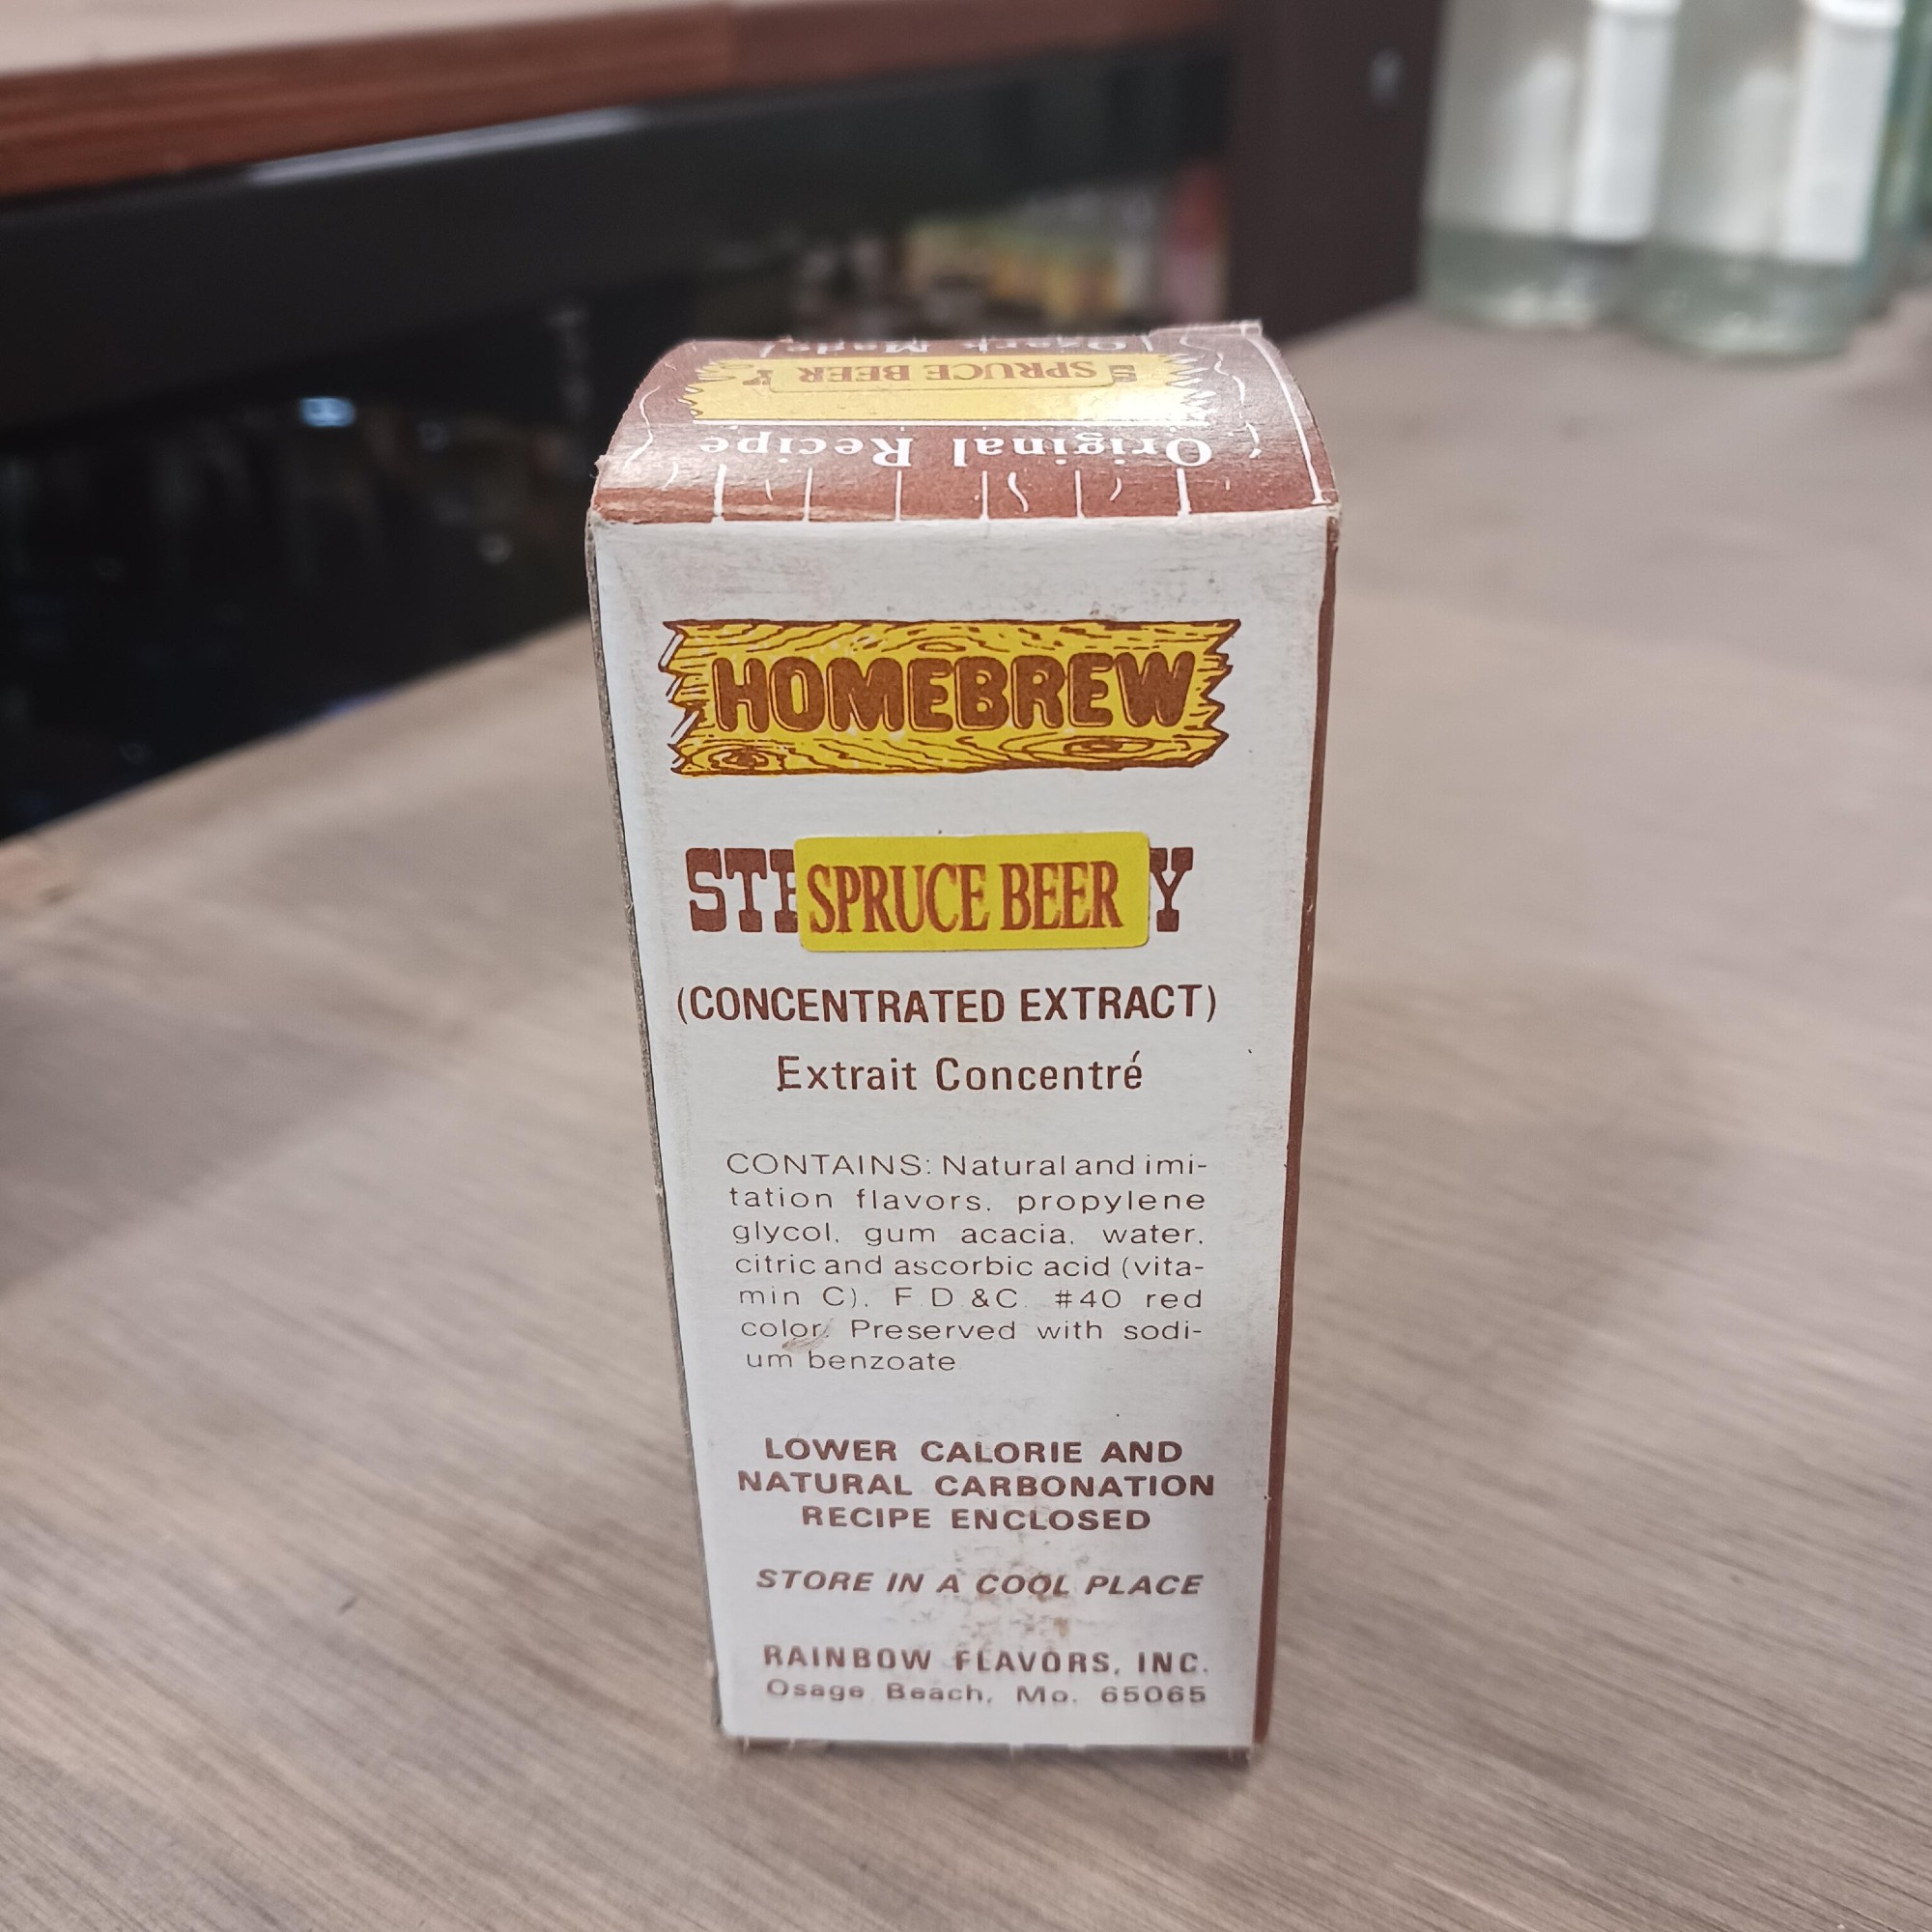 Ozark Made
SPRUCE BEER
Original Recipe
HOMEBREW
SPRUCE BEER
(CONCENTRATED EXTRACT)
Extrait Concentré
CONTAINS: Natural and imi-
tation flavors, propylene
glycol, gum acacia, water,
citric and ascorbic acid (vita-
min C), F.D.&C. #40 red
color. Preserved with sodi-
um benzoate
LOWER CALORIE AND
NATURAL CARBONATION
RECIPE ENCLOSED
STORE IN A COOL PLACE
RAINBOW FLAVORS, INC.
Osage Beach, Mo. 65065